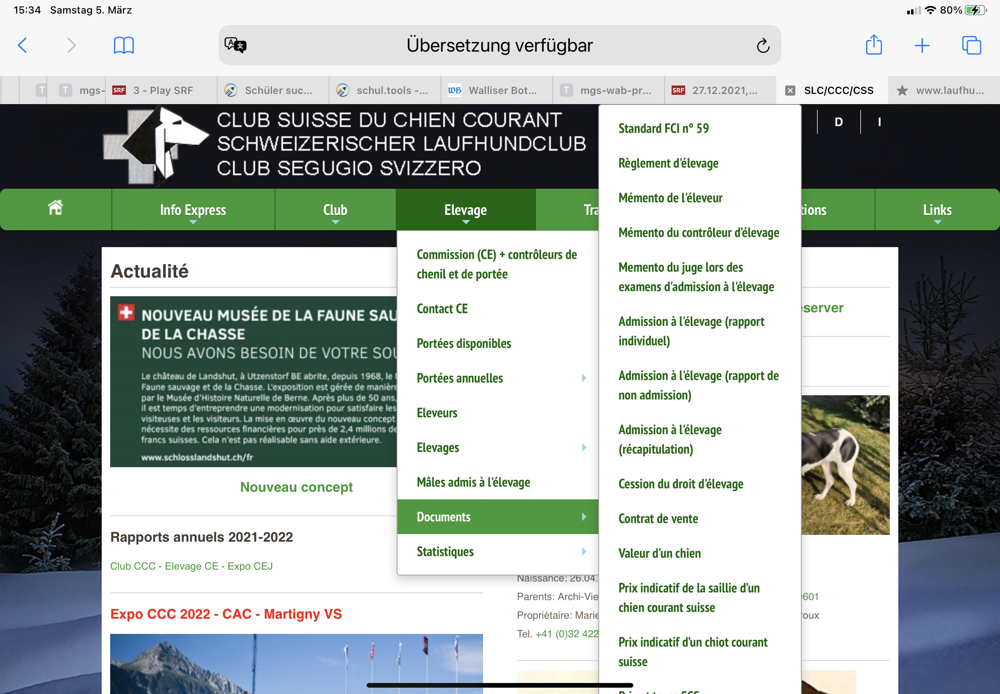 15:34 Samstag 5. März
80%
Übersetzung verfügbar
T
T mgs-
SRF 3 - Play SRF
Schüler suc...
schul.tools -...
WB Walliser Bot...
T mgs-wab-pr...
SRF 27.12.2021,...
SLC/CCC/CSS
www.laufhu...
CLUB SUISSE DU CHIEN COURANT
SCHWEIZERISCHER LAUFHUNDCLUB
CLUB SEGUGIO SVIZZERO
D
I
Info Express
Club
Elevage
Tra
tions
Links
Actualité
NOUVEAU MUSÉE DE LA FAUNE SAU
DE LA CHASSE
NOUS AVONS BESOIN DE VOTRE SOU
Le château de Landshut, à Utzenstorf BE abrite, depuis 1968, le
Faune sauvage et de la Chasse. L'exposition est gérée de manière
par le Musée d'Histoire Naturelle de Berne. Après plus de 50 ans,
il est temps d'entreprendre une modernisation pour satisfaire les
visiteuses et les visiteurs. La mise en œuvre du nouveau concept
nécessite des ressources financières pour près de 2,4 millions de
francs suisses. Cela n'est pas réalisable sans aide extérieure.
www.schlosslandshut.ch/fr
Nouveau concept
Rapports annuels 2021-2022
Club CCC - Elevage CE - Expo CEJ
Expo CCC 2022 - CAC - Martigny VS
Commission (CE) + contrôleurs de
chenil et de portée
Contact CE
Portées disponibles
Portées annuelles
Eleveurs
Elevages
Mâles admis à l'élevage
Documents
Statistiques
Standard FCI n° 59
Règlement d'élevage
Mémento de l'éleveur
Mémento du contrôleur d’élevage
Memento du juge lors des
examens d'admission à l'élevage
Admission à l'élevage (rapport
individuel)
Admission à l'élevage (rapport de
non admission)
Admission à l'élevage
(récapitulation)
Cession du droit d'élevage
Contrat de vente
Valeur d'un chien
Prix indicatif de la saillie d’un
chien courant suisse
Prix indicatif d’un chiot courant
suisse
server
Naissance: 26.04.
Parents: Archi-Vie
601
Propriétaire: Marie
roux
Tel. +41 (0)32 422